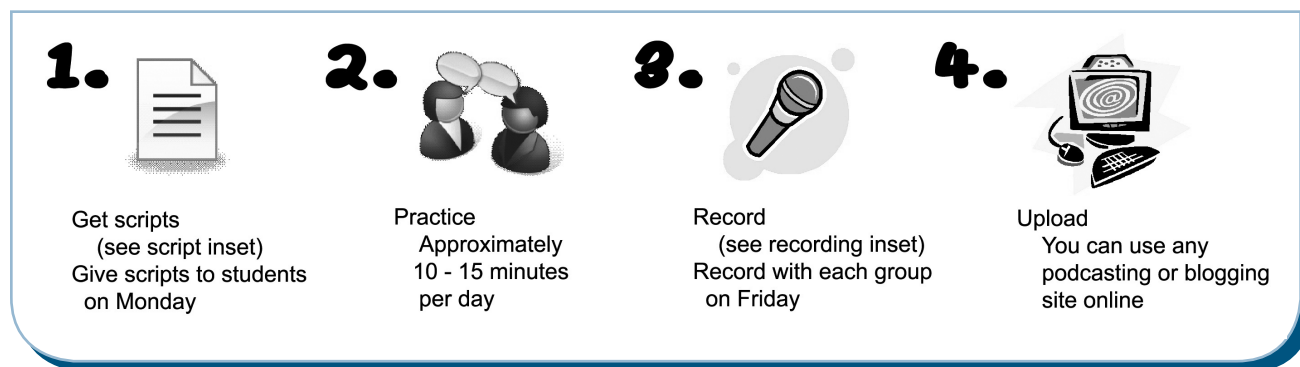 1.
Get scripts
(see script inset)
Give scripts to students
on Monday
2.
Practice
Approximately
10 - 15 minutes
per day
3.
Record
(see recording inset)
Record with each group
on Friday
4.
@
Upload
You can use any
podcasting or blogging
site online